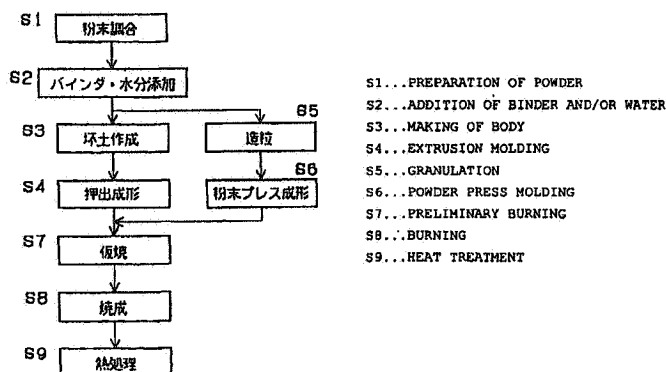 S1
粉末調合
S2
バインダ・水分添加
S5
S3
坏土作成
造粒
S6
S4
押出成形
粉末プレス成形
S7
仮焼
S8
焼成
S9
熱処理
S1...PREPARATION OF POWDER
S2...ADDITION OF BINDER AND/OR WATER
S3...MAKING OF BODY
S4...EXTRUSION MOLDING
S5...GRANULATION
S6...POWDER PRESS MOLDING
S7...PRELIMINARY BURNING
S8...BURNING
S9...HEAT TREATMENT